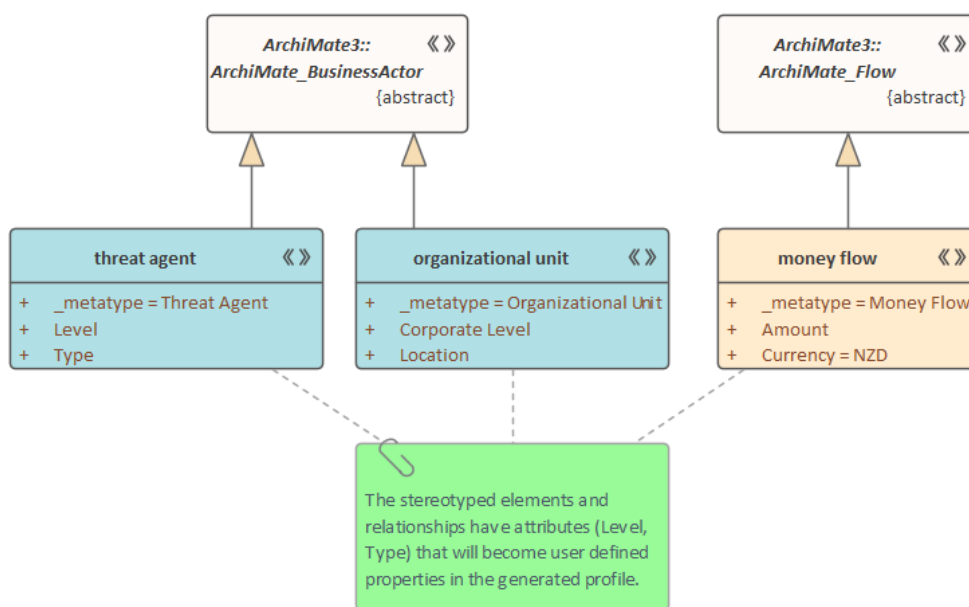 ArchiMate3:: «»
ArchiMate_BusinessActor
{abstract}
ArchiMate3:: «»
ArchiMate_Flow
{abstract}
threat agent «»
+ _metatype = Threat Agent
+ Level
+ Type
organizational unit «»
+ _metatype = Organizational Unit
+ Corporate Level
+ Location
money flow «»
+ _metatype = Money Flow
+ Amount
+ Currency = NZD
The stereotyped elements and
relationships have attributes (Level,
Type) that will become user defined
properties in the generated profile.